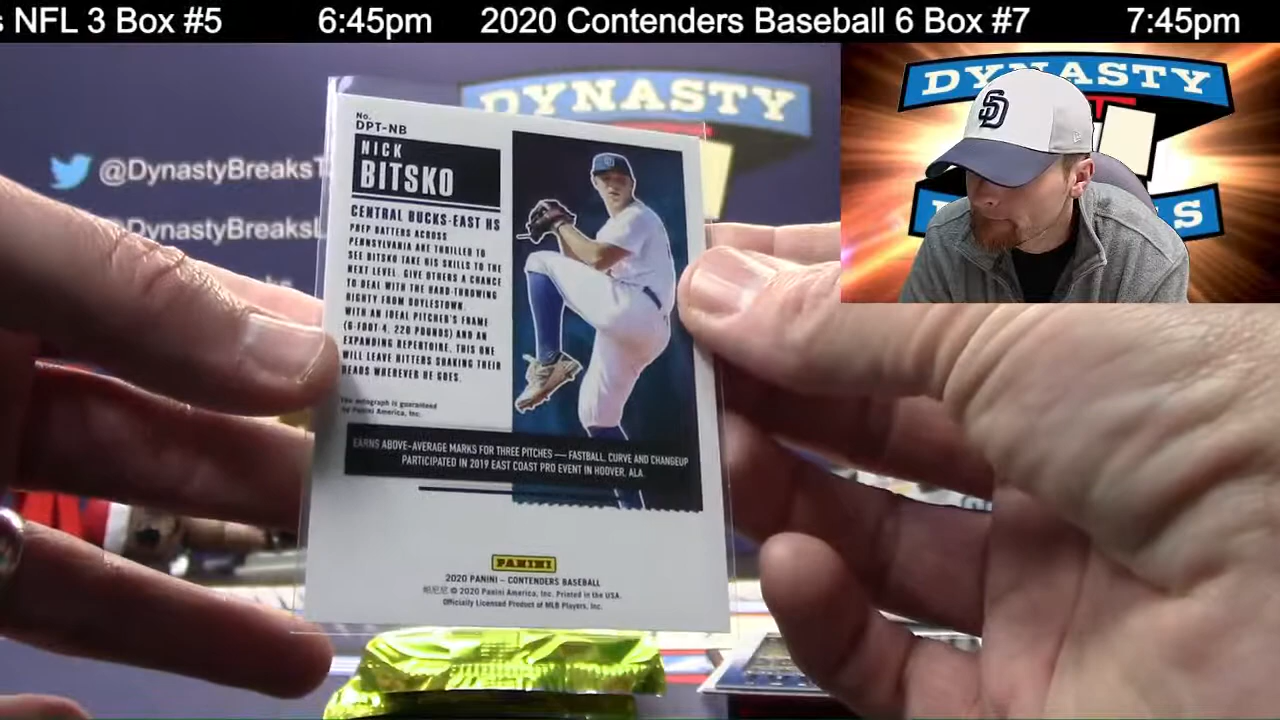 s NFL 3 Box #5 6:45pm 2020 Contenders Baseball 6 Box #7 7:45pm
DYNASTY
@DynastyBreaksT
DynastyBreaksL
DYNASTY
SD
S
No.
DPT-NB
NICK
BITSKO
CENTRAL BUCKS-EAST HS
PREP BATTERS ACROSS
PENNSYLVANIA ARE THRILLED TO
SEE BITSKO TAKE HIS SKILLS TO THE
NEXT LEVEL. GIVE OTHERS A CHANCE
TO DEAL WITH THE HARD-THROWING
RIGHTY FROM DOYLESTOWN.
WITH AN IDEAL PITCHER'S FRAME
(6-FOOT-4, 220 POUNDS) AND AN
EXPANDING REPERTOIRE, THIS ONE
WILL LEAVE HITTERS SHAKING THEIR
HEADS WHEREVER HE GOES.
The autograph is guaranteed
by Panini America, Inc.
EARNS ABOVE-AVERAGE MARKS FOR THREE PITCHES — FASTBALL, CURVE AND CHANGEUP
PARTICIPATED IN 2019 EAST COAST PRO EVENT IN HOOVER, ALA.
PANINI
2020 PANINI – CONTENDERS BASEBALL
© 2020 Panini America, Inc. Printed in the USA.
Officially Licensed Product of MLB Players, Inc.